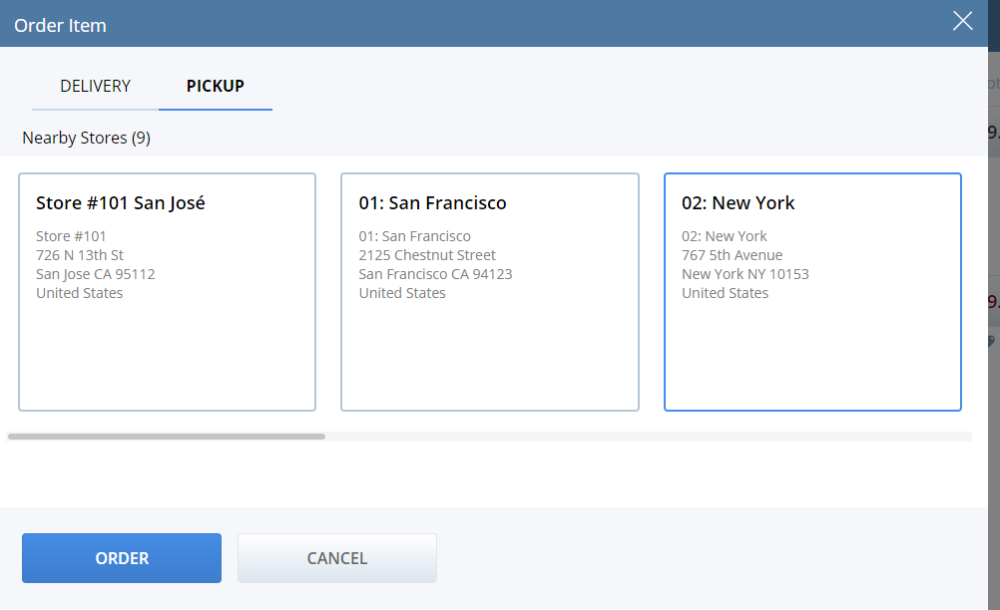 Order Item
DELIVERY PICKUP
Nearby Stores (9)
Store #101 San José
Store #101
726 N 13th St
San Jose CA 95112
United States
01: San Francisco
01: San Francisco
2125 Chestnut Street
San Francisco CA 94123
United States
02: New York
02: New York
767 5th Avenue
New York NY 10153
United States
ORDER CANCEL